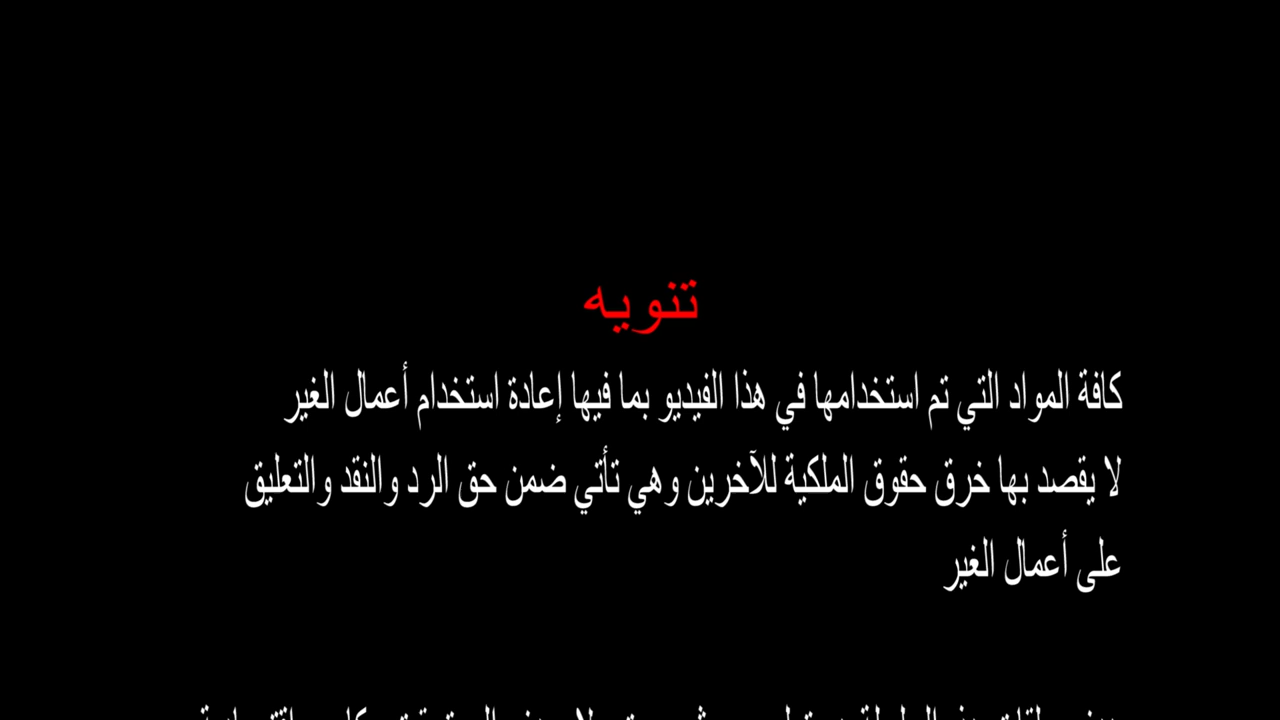 تنويه
كافة المواد التي تم استخدامها في هذا الفيديو بما فيها إعادة استخدام أعمال الغير
لا يقصد بها خرق حقوق الملكية للآخرين وهي تأتي ضمن حق الرد والنقد والتعليق
على أعمال الغير